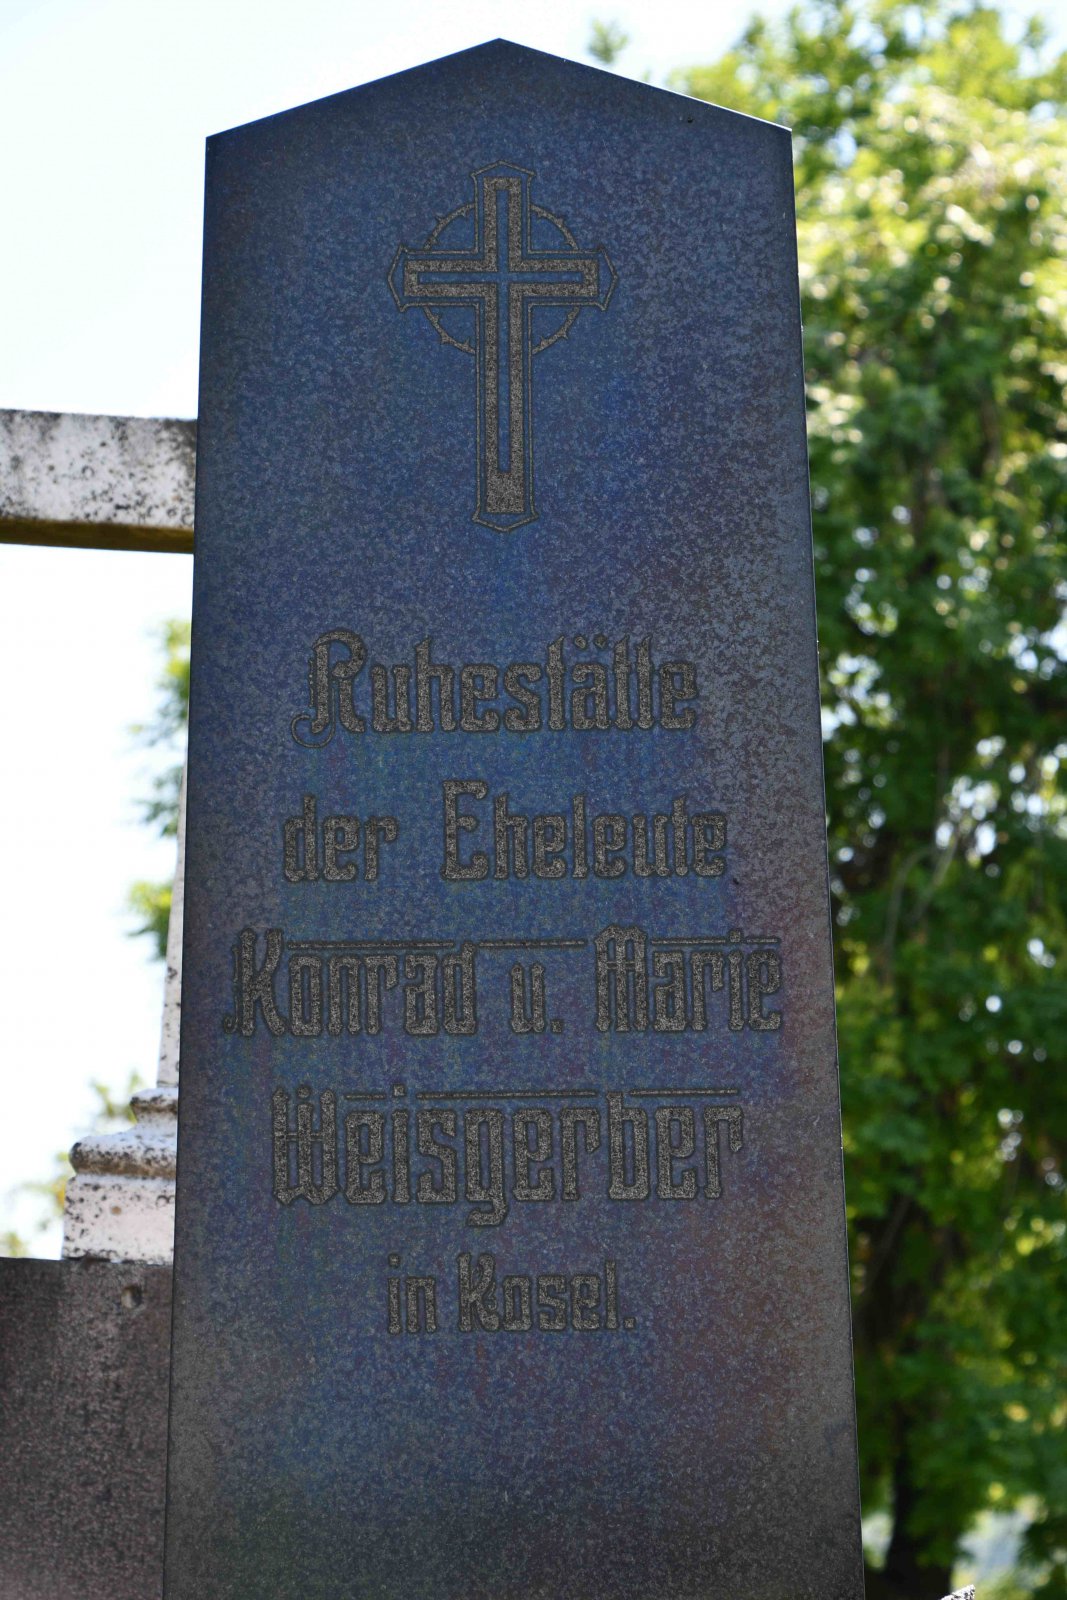 Ruhestätte
der Eheleute
Konrad u. Marie
Weisgerber
in Kosel.